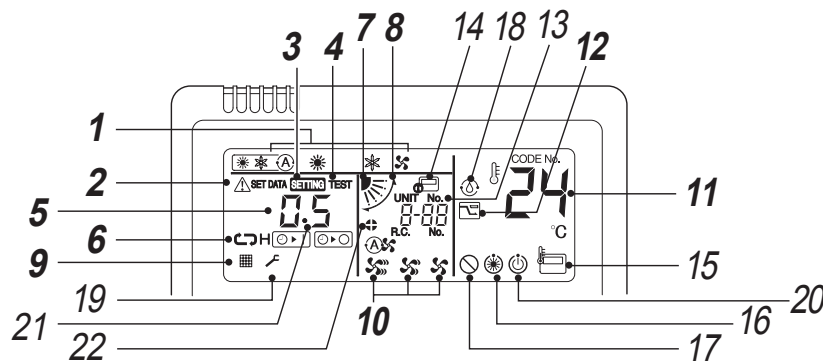 7 8 14 18 13
3 4 12
1
CODE No.
A
2 SET DATA SETTING TEST UNIT No. 24 11
5 0.5 8-00
R.C. No. °C
6 H A
9 15
19 10 20
21 16
22 17